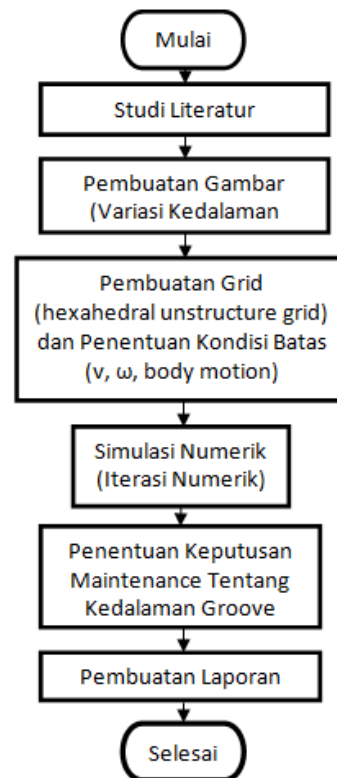 Mulai
Studi Literatur
Pembuatan Gambar
(Variasi Kedalaman
Pembuatan Grid
(hexahedral unstructure grid)
dan Penentuan Kondisi Batas
(v, ω, body motion)
Simulasi Numerik
(Iterasi Numerik)
Penentuan Keputusan
Maintenance Tentang
Kedalaman Groove
Pembuatan Laporan
Selesai